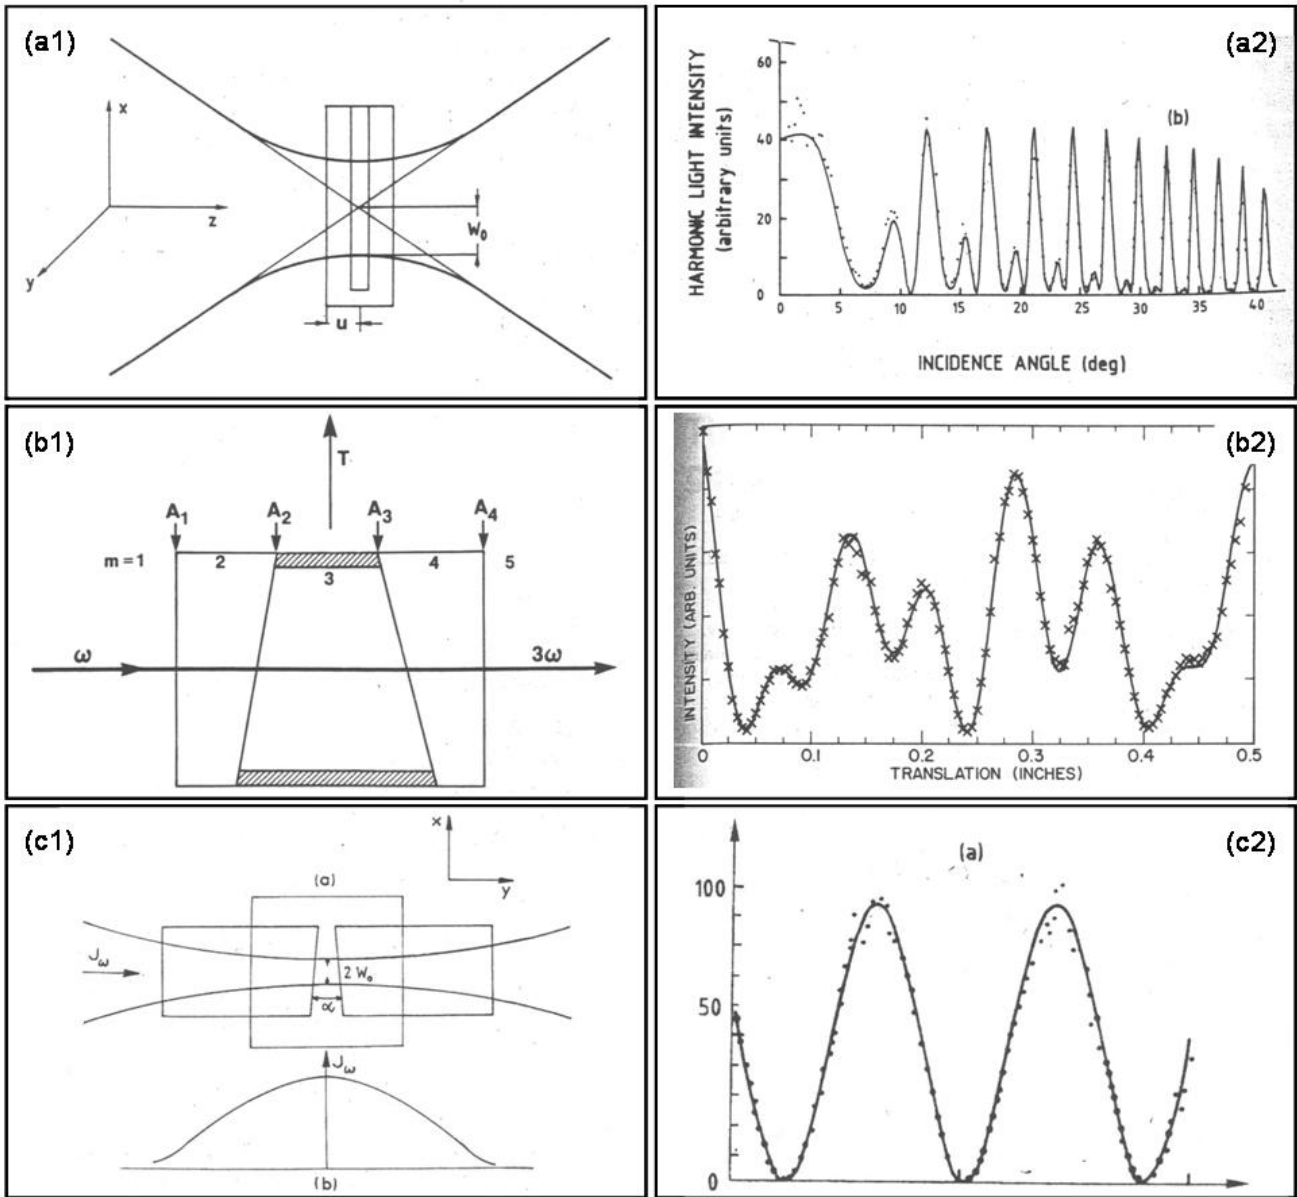 (a1)
x
z
y
W₀
u
(a2)
HARMONIC LIGHT INTENSITY
(arbitrary units)
60
40
20
0
(b)
0 5 10 15 20 25 30 35 40
INCIDENCE ANGLE (deg)
(b1)
T
A₁ A₂ A₃ A₄
m=1 2 3 4 5
ω 3ω
(b2)
INTENSITY (ARB. UNITS)
0 0.1 0.2 0.3 0.4 0.5
TRANSLATION (INCHES)
(c1)
x
y
(a)
Jω
2 W₀
α
Jω
(b)
(c2)
(a)
100
50
0